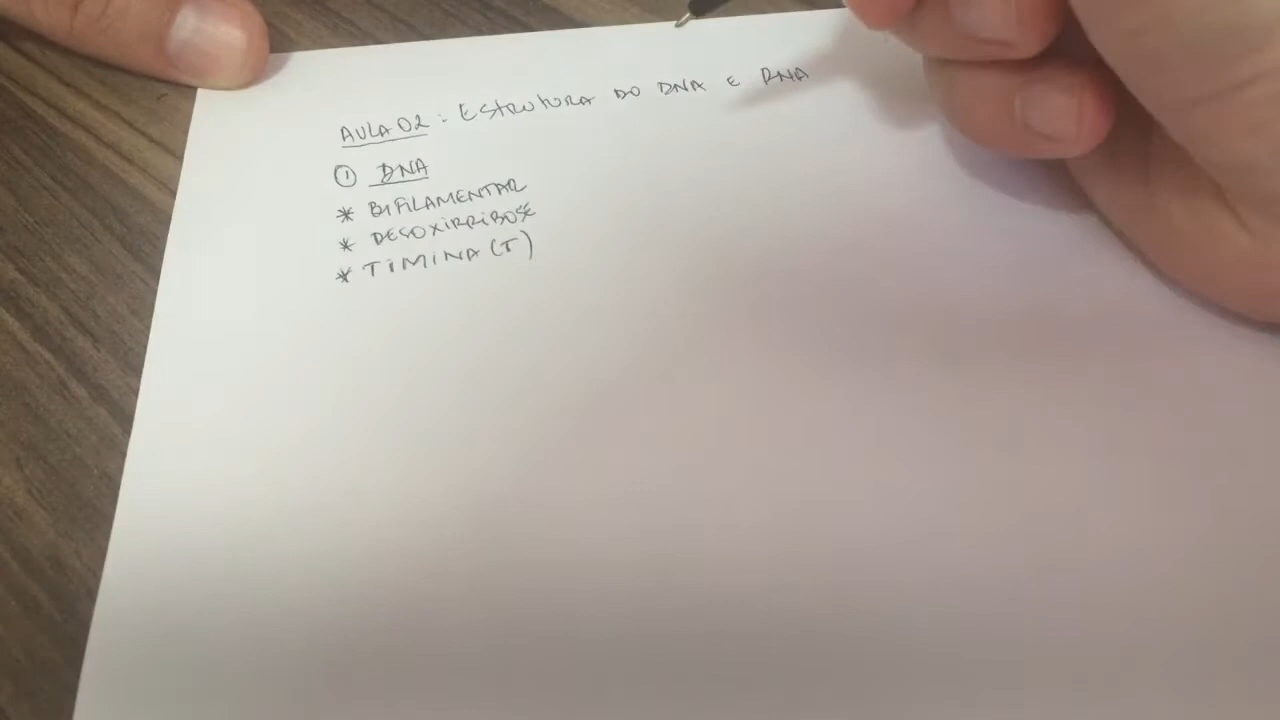 AULA 02: ESTRUTURA DO DNA E RNA
① DNA
* BIFILAMENTAR
* DESOXIRRIBOSE
* TIMINA (T)